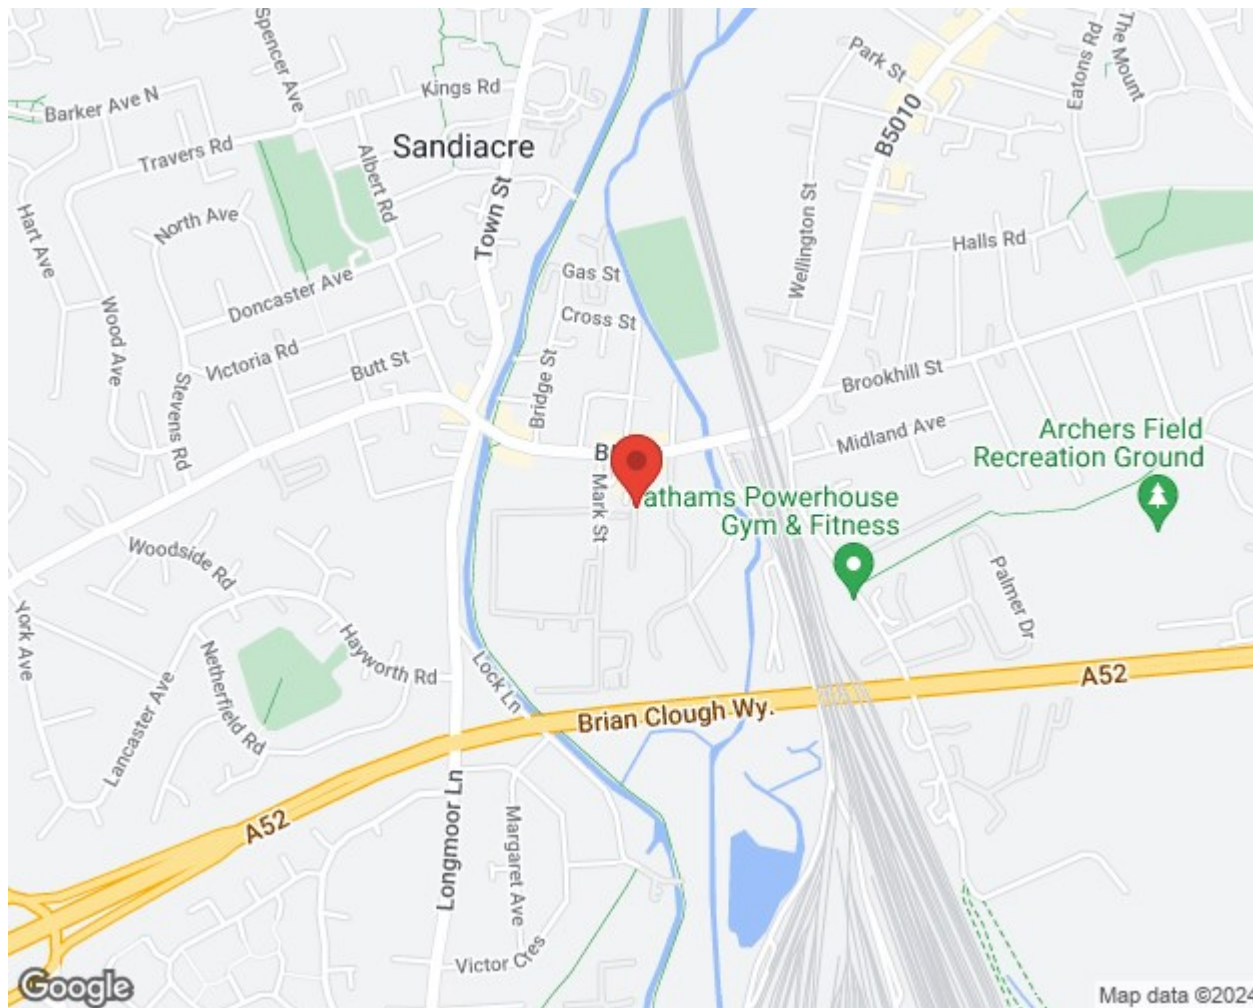 Spencer Ave
Park St
Eatons Rd
The Mount
Barker Ave N
Kings Rd
B5010
Travers Rd
Albert Rd
Sandiacre
Town St
Hart Ave
North Ave
Wellington St
Halls Rd
Gas St
Doncaster Ave
Cross St
Wood Ave
Victoria Rd
Butt St
Bridge St
Brookhill St
Stevens Rd
Midland Ave
Archers Field
Recreation Ground
Mark St
Powerhouse
Gym & Fitness
Woodside Rd
Palmer Dr
York Ave
Hayworth Rd
Netherfield Rd
Lock Ln
Lancaster Ave
A52
Brian Clough Wy.
A52
Longmoor Ln
Margaret Ave
Victor Cres
Google
Map data ©2024